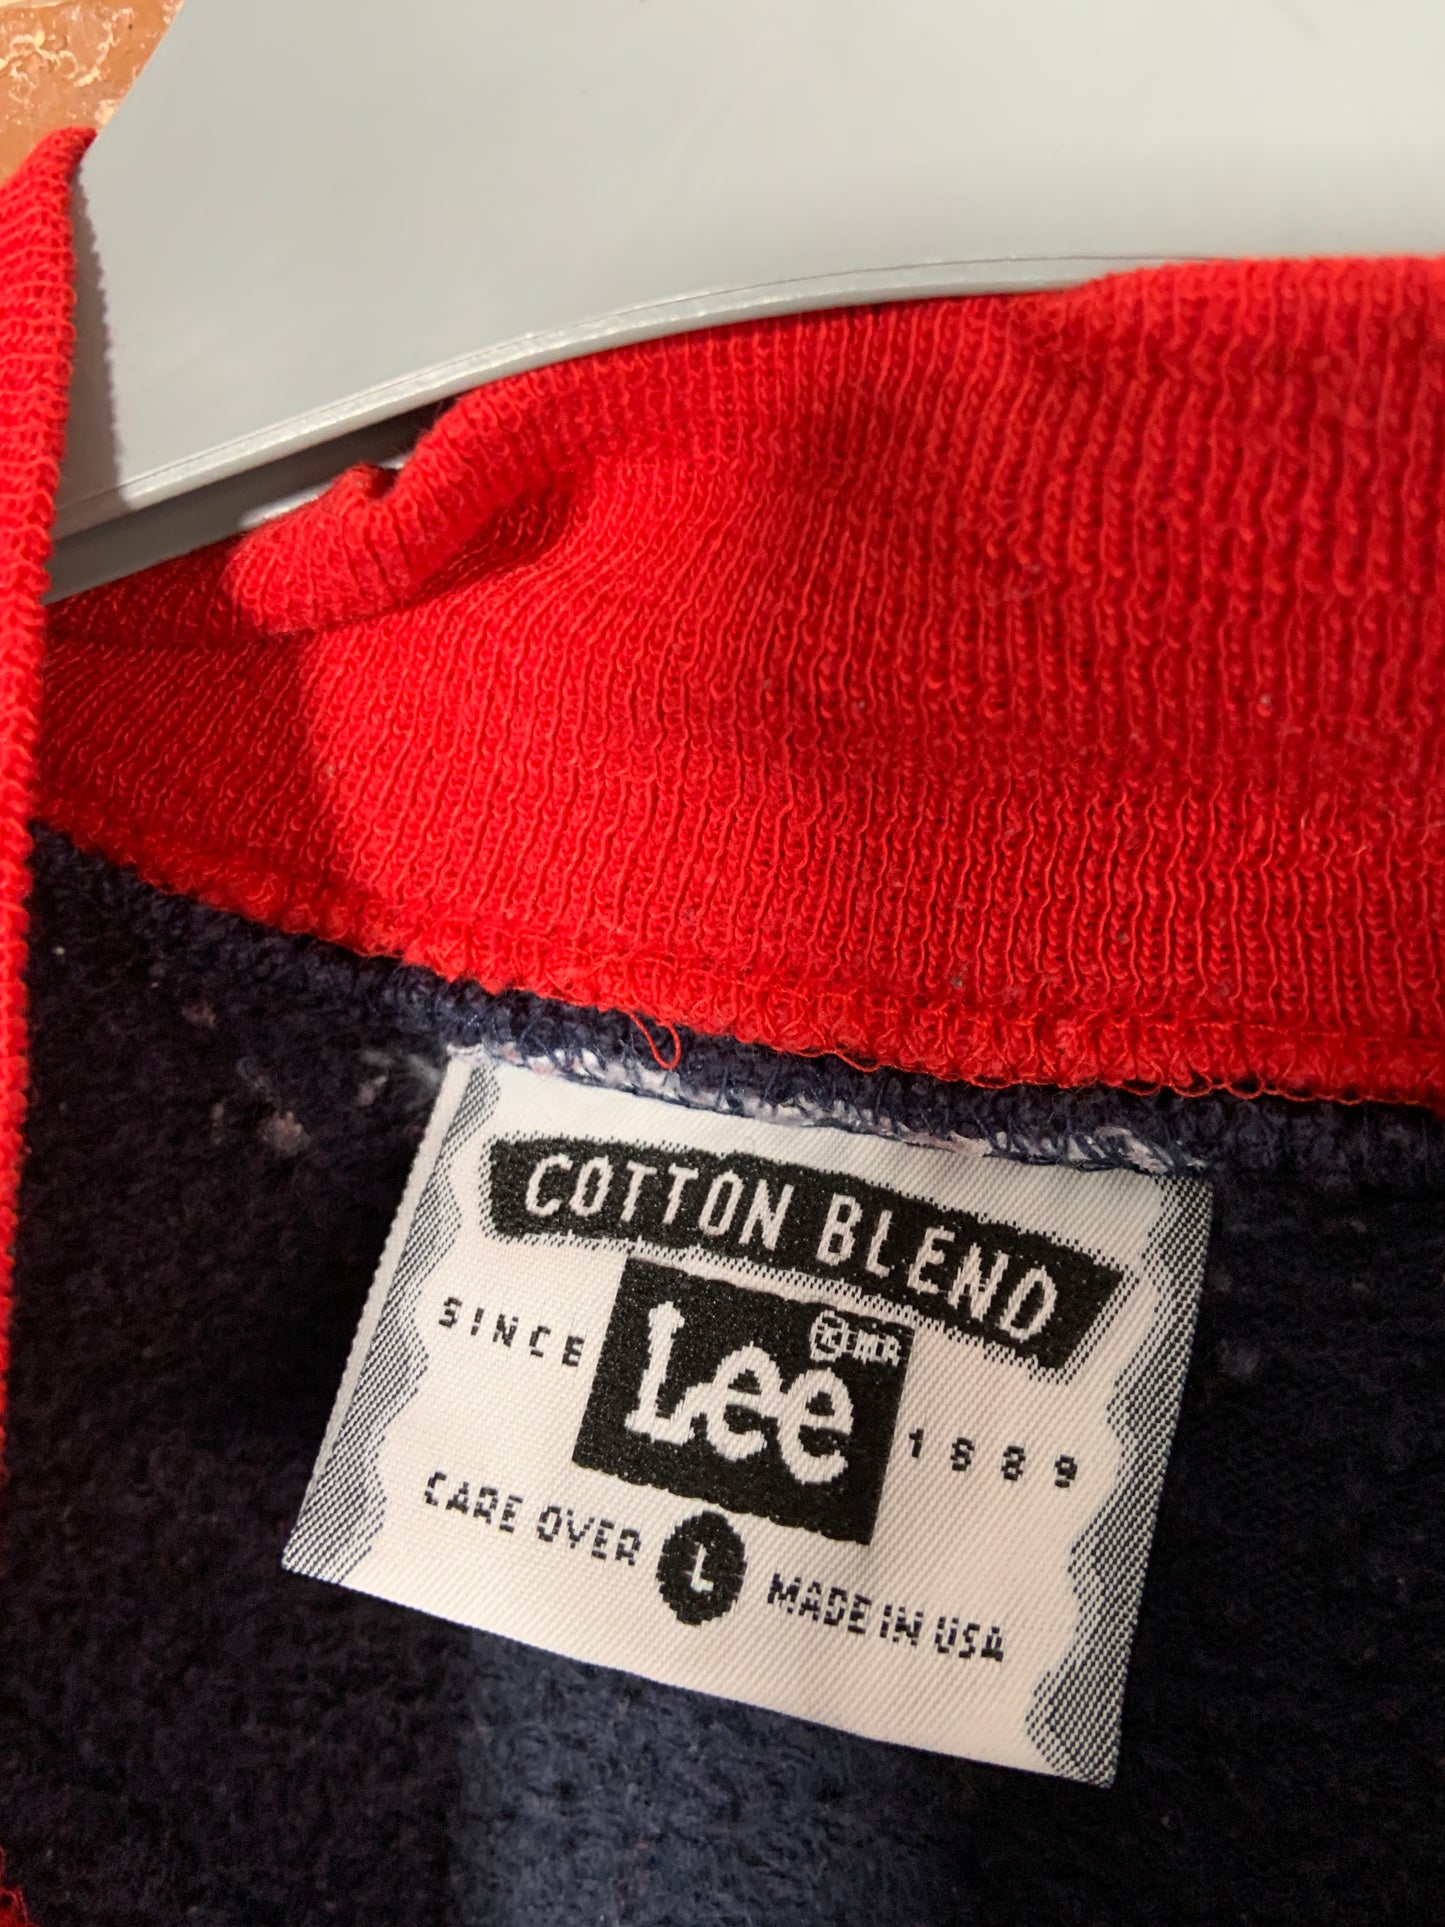 COTTON BLEND
SINCE Lee 1889
CARE OVER L MADE IN USA